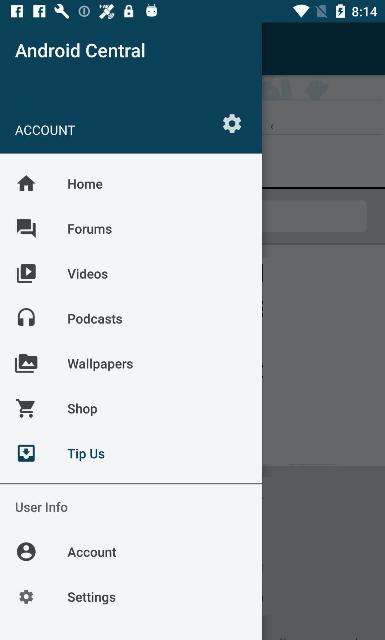 8:14
Android Central
ACCOUNT
Home
Forums
Videos
Podcasts
Wallpapers
Shop
Tip Us
User Info
Account
Settings